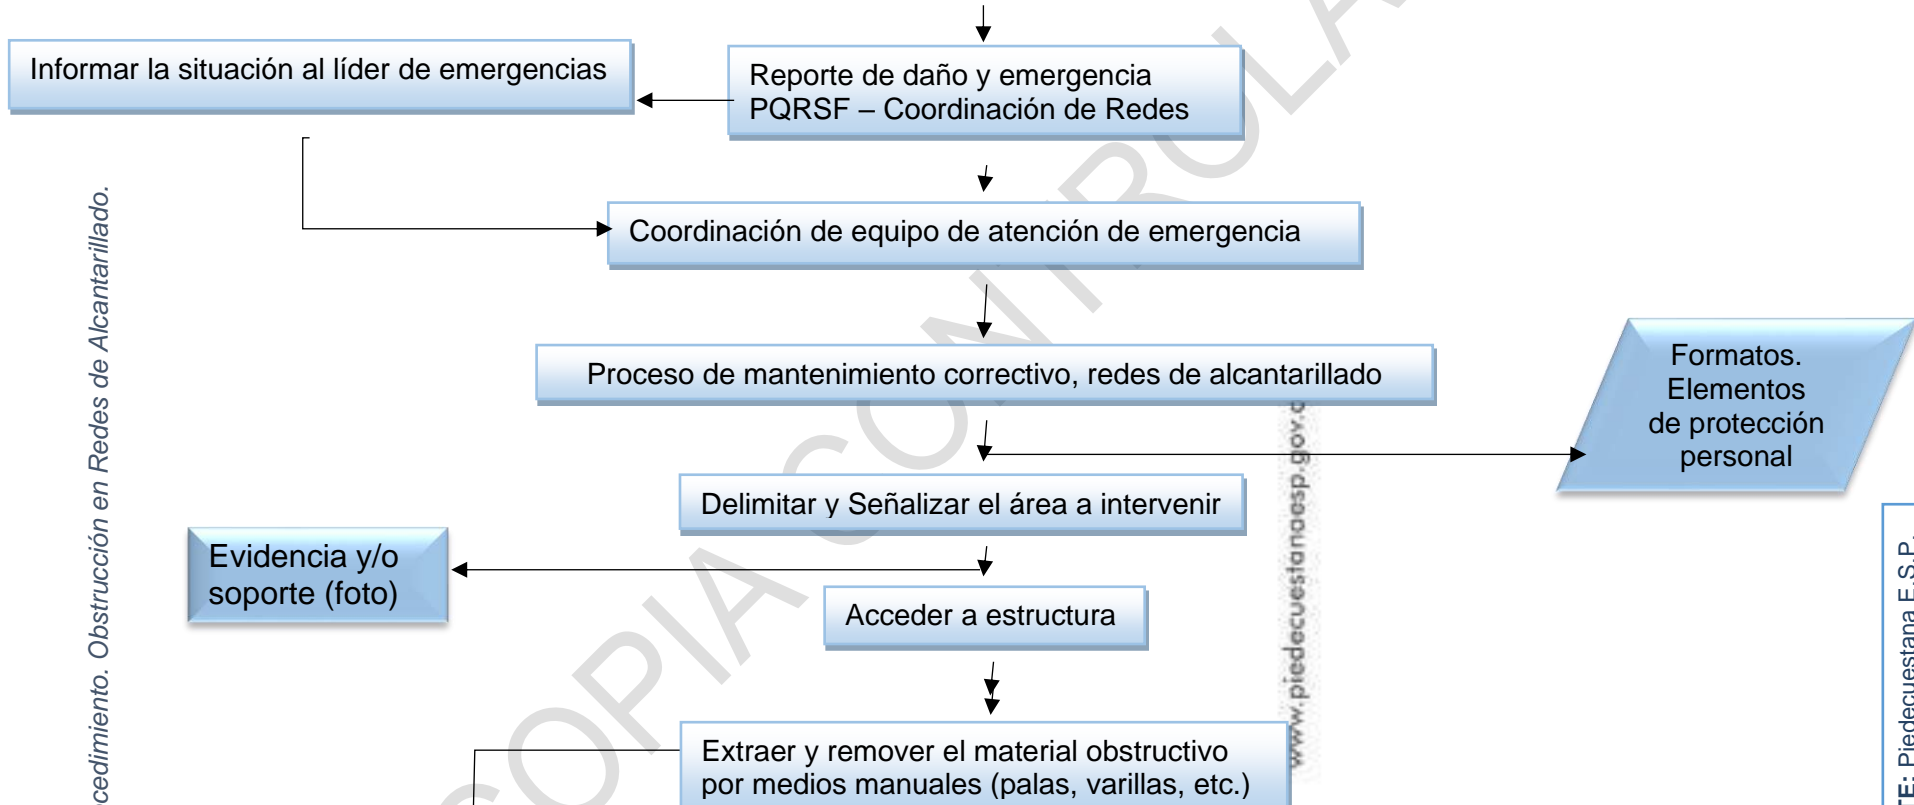 Informar la situación al líder de emergencias
Reporte de daño y emergencia
PQRSF – Coordinación de Redes
Coordinación de equipo de atención de emergencia
Proceso de mantenimiento correctivo, redes de alcantarillado
Formatos.
Elementos
de protección
personal
Delimitar y Señalizar el área a intervenir
Evidencia y/o
soporte (foto)
Acceder a estructura
Extraer y remover el material obstructivo
por medios manuales (palas, varillas, etc.)
Obstrucción en Redes de Alcantarillado.
www.piedecuestanaesp.gov.c
Piedecuestana E.S.P.
COPIA CONTROLA